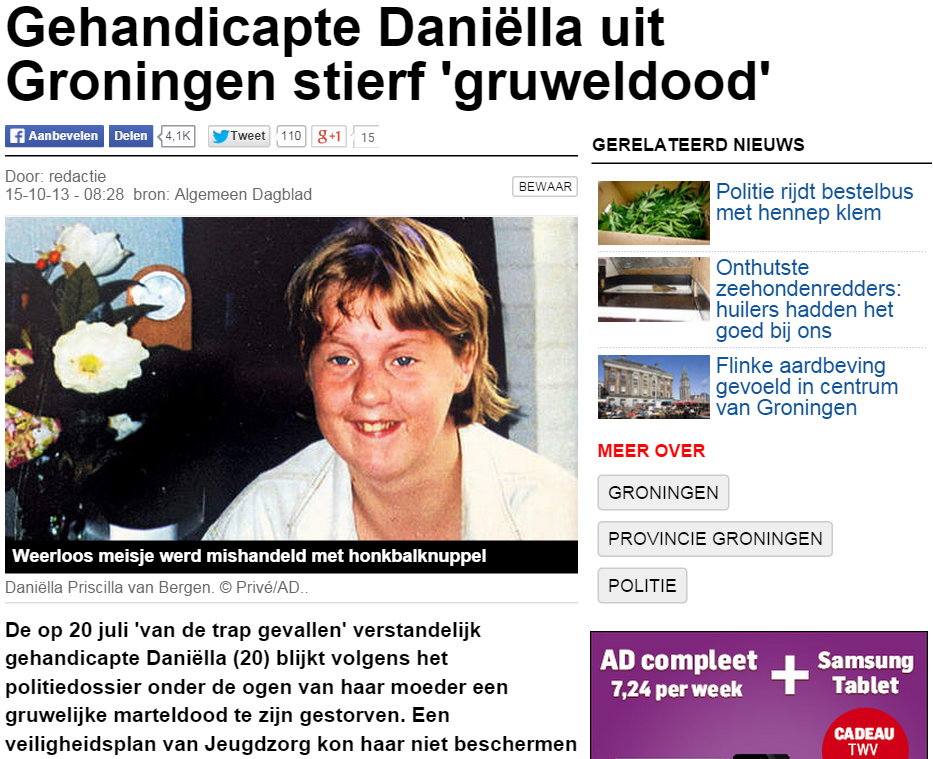 Gehandicapte Daniëlla uit
Groningen stierf 'gruweldood'
Aanbevelen Delen 4,1K Tweet 110 g+1 15
Door: redactie
15-10-13 - 08:28 bron: Algemeen Dagblad
BEWAAR
Weerloos meisje werd mishandeld met honkbalknuppel
Daniëlla Priscilla van Bergen. © Privé/AD..
De op 20 juli 'van de trap gevallen' verstandelijk
gehandicapte Daniëlla (20) blijkt volgens het
politiedossier onder de ogen van haar moeder een
gruwelijke marteldood te zijn gestorven. Een
veiligheidsplan van Jeugdzorg kon haar niet beschermen
GERELATEERD NIEUWS
Politie rijdt bestelbus
met hennep klem
Onthutste
zeehondenredders:
huilers hadden het
goed bij ons
Flinke aardbeving
gevoeld in centrum
van Groningen
MEER OVER
GRONINGEN
PROVINCIE GRONINGEN
POLITIE
AD compleet
7,24 per week
+
Samsung
Tablet
CADEAU
TWV